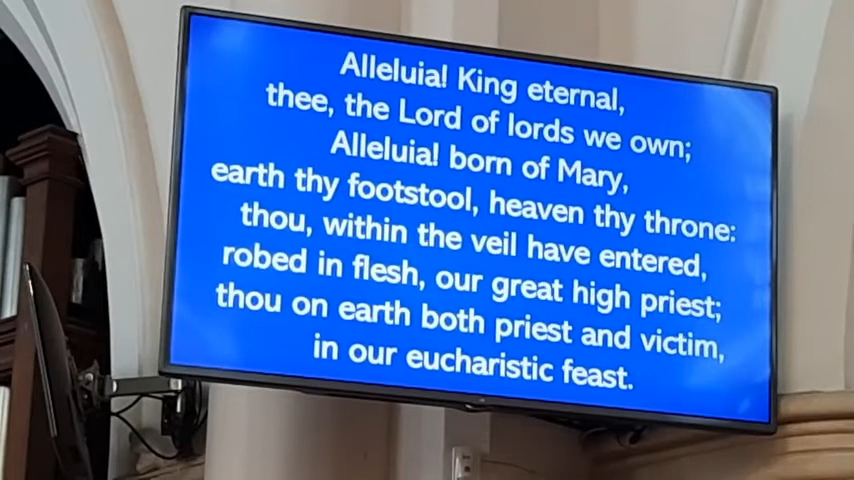 Alleluia! King eternal,
thee, the Lord of lords we own;
Alleluia! born of Mary,
earth thy footstool, heaven thy throne:
thou, within the veil have entered,
robed in flesh, our great high priest;
thou on earth both priest and victim,
in our eucharistic feast.